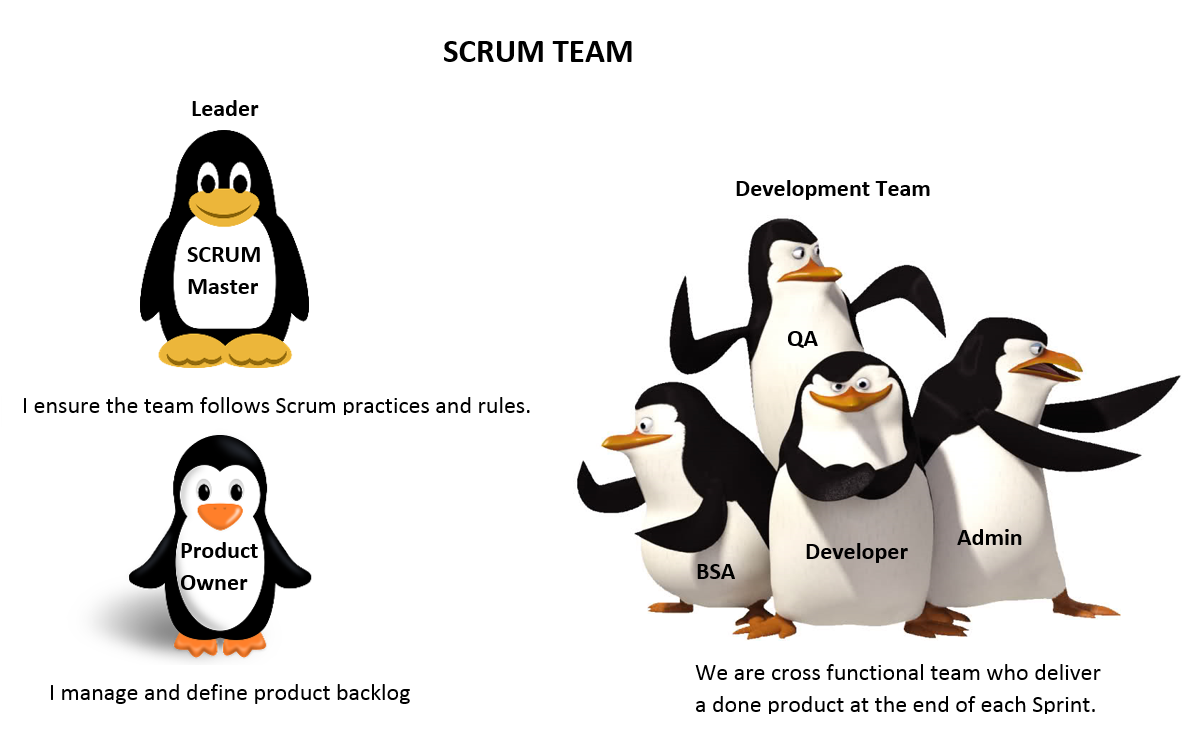 SCRUM TEAM
Leader
SCRUM
Master
I ensure the team follows Scrum practices and rules.
Product
Owner
I manage and define product backlog
Development Team
QA
BSA
Developer
Admin
We are cross functional team who deliver
a done product at the end of each Sprint.